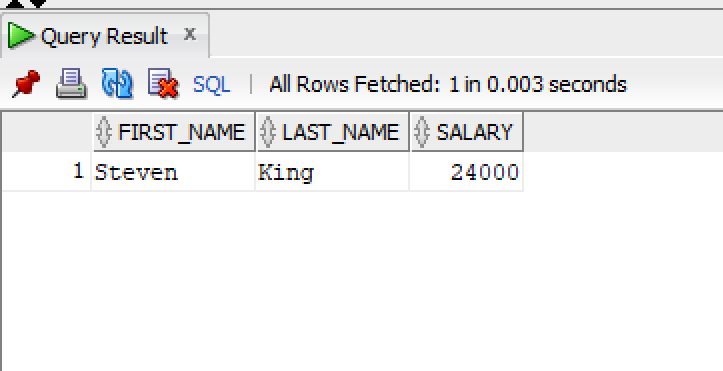 Query Result x
SQL | All Rows Fetched: 1 in 0.003 seconds
FIRST_NAME LAST_NAME SALARY
1 Steven King 24000